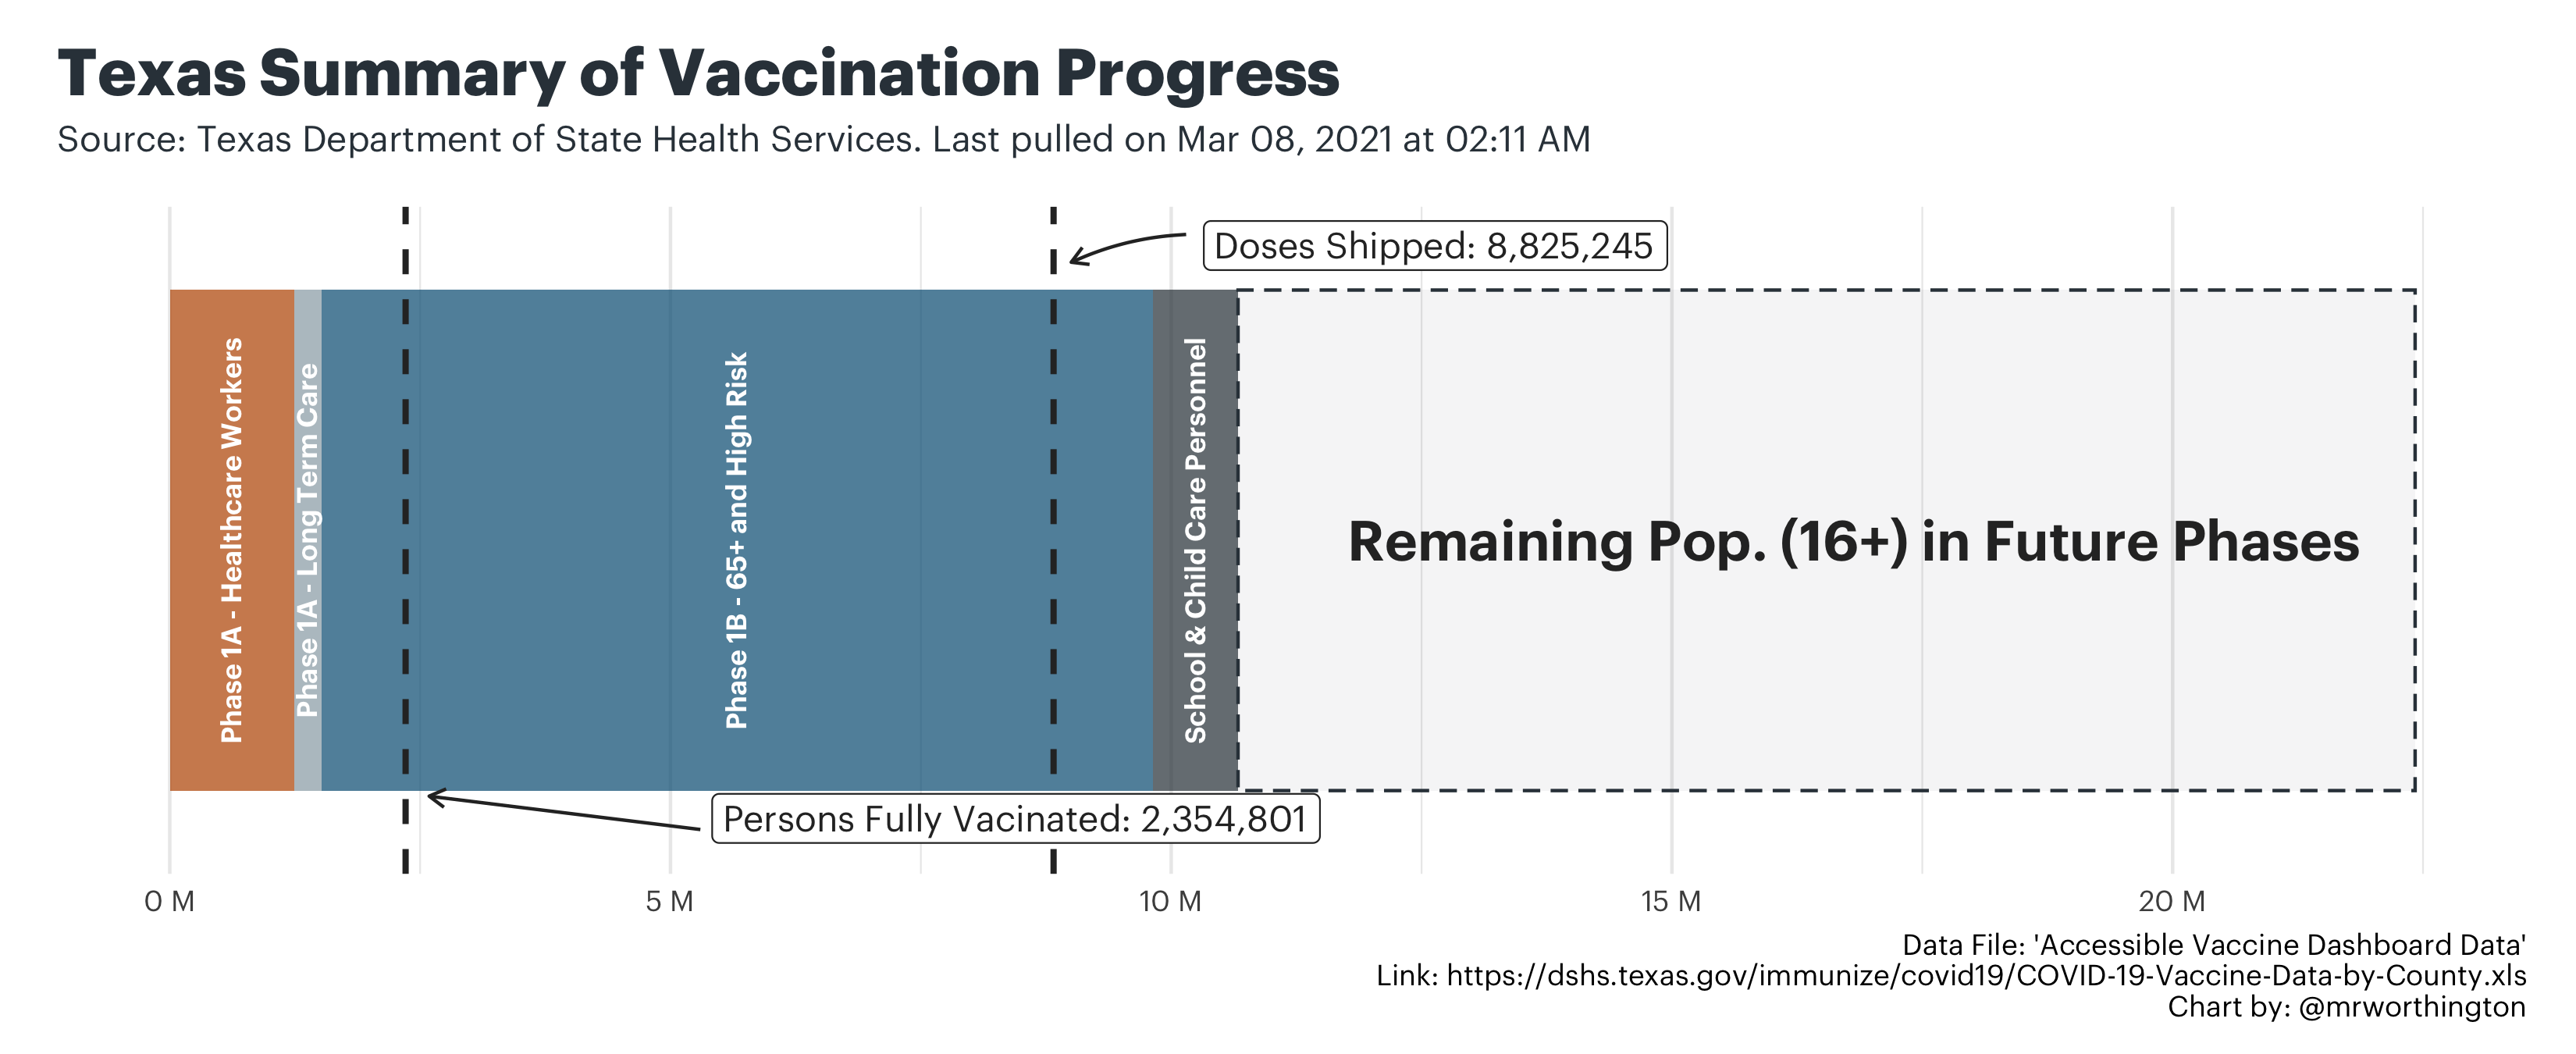 Texas Summary of Vaccination Progress
Source: Texas Department of State Health Services. Last pulled on Mar 08, 2021 at 02:11 AM
Doses Shipped: 8,825,245
Phase 1A - Healthcare Workers
Phase 1A - Long Term Care
Phase 1B - 65+ and High Risk
School & Child Care Personnel
Remaining Pop. (16+) in Future Phases
Persons Fully Vacinated: 2,354,801
0 M
5 M
10 M
15 M
20 M
Data File: 'Accessible Vaccine Dashboard Data'
Link: https://dshs.texas.gov/immunize/covid19/COVID-19-Vaccine-Data-by-County.xls
Chart by: @mrworthington